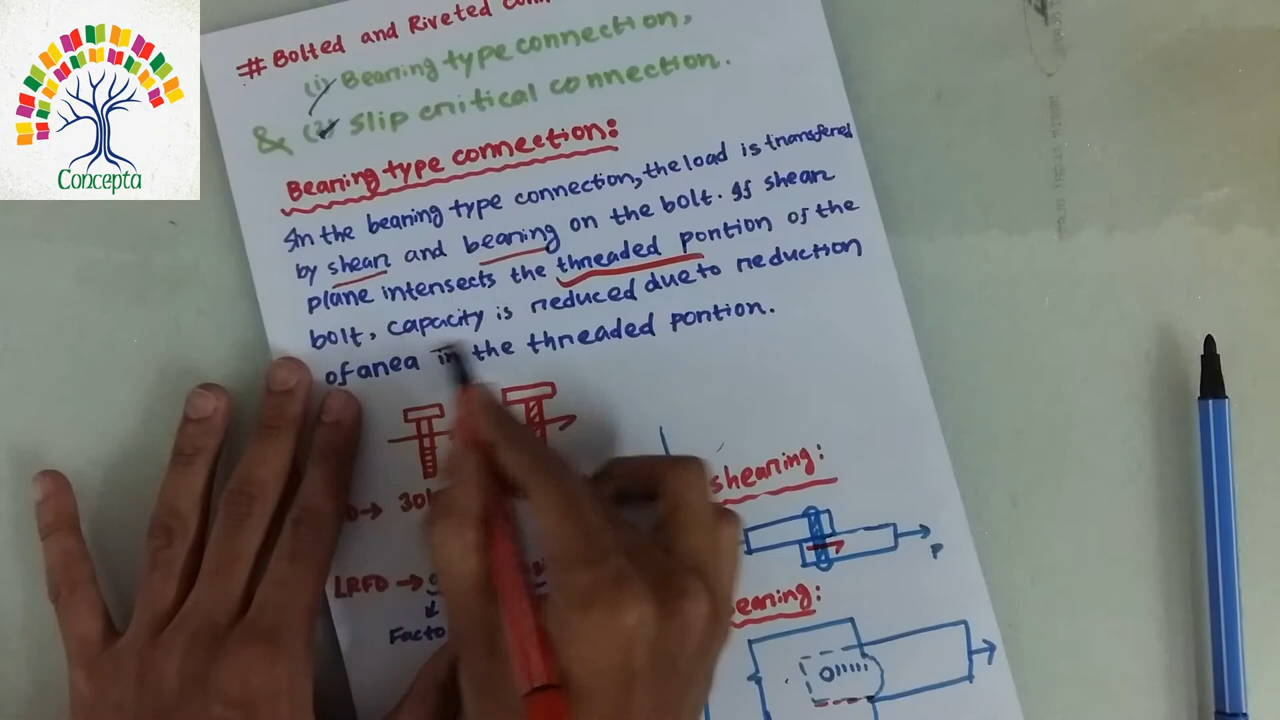 Concepta
# Bolted and Riveted
(1) Bearing type connection,
& (2) Slip critical connection.
Bearing type connection:
In the bearing type connection, the load is transfered
by shear and bearing on the bolt. If shear
plane intersects the threaded portion of the
bolt, capacity is reduced due to reduction
of area in the threaded portion.
shearing:
P
LRFD →